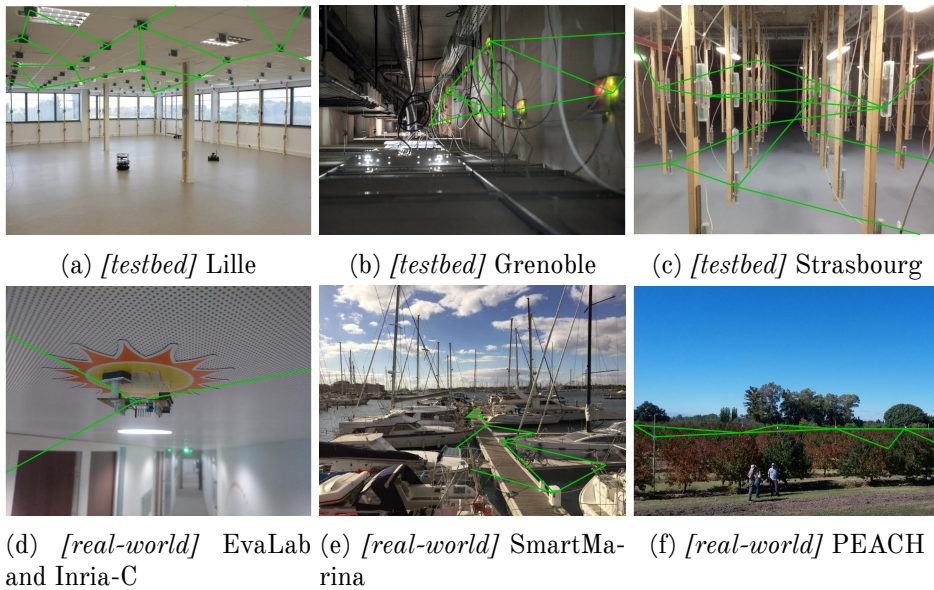 (a) [testbed] Lille
(b) [testbed] Grenoble
(c) [testbed] Strasbourg
(d) [real-world] EvaLab
and Inria-C
(e) [real-world] SmartMa-
rina
(f) [real-world] PEACH